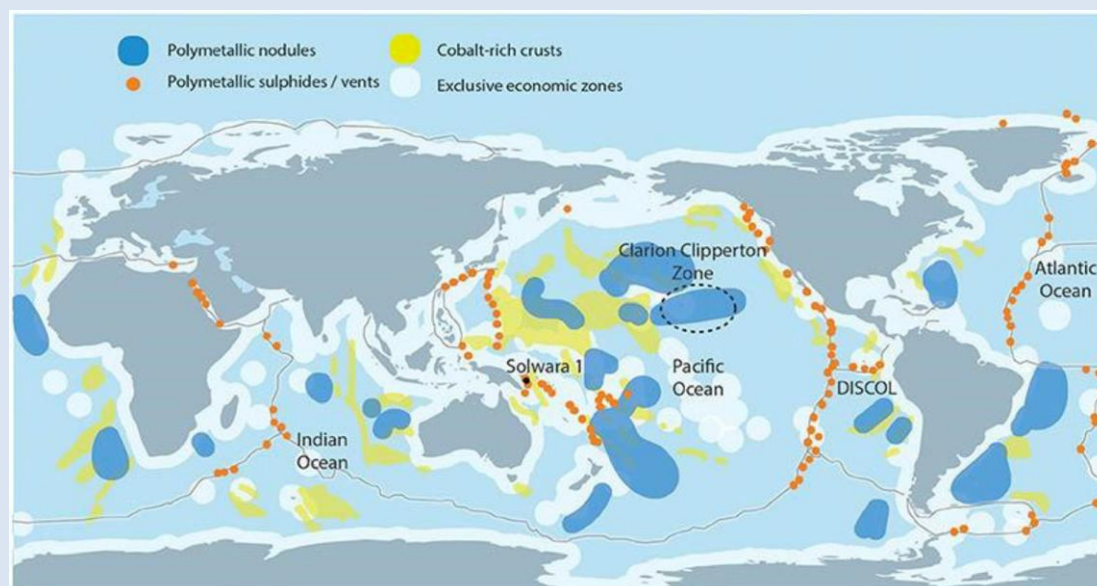 Polymetallic nodules
Cobalt-rich crusts
Polymetallic sulphides / vents
Exclusive economic zones
Clarion Clipperton
Zone
Atlantic
Ocean
Solwara 1
Pacific
Ocean
DISCOL
Indian
Ocean